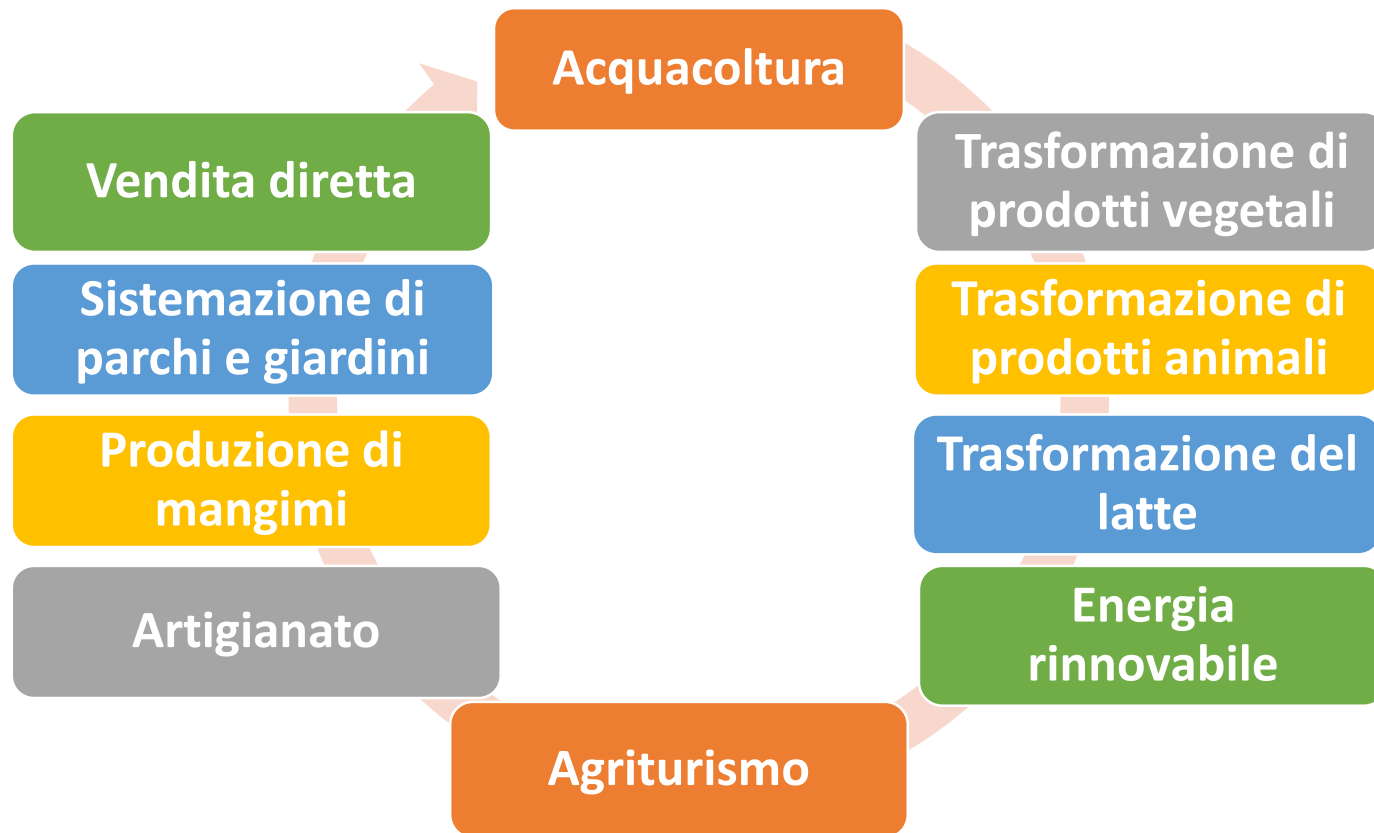 Acquacoltura
Trasformazione di
prodotti vegetali
Trasformazione di
prodotti animali
Trasformazione del
latte
Energia
rinnovabile
Agriturismo
Artigianato
Produzione di
mangimi
Sistemazione di
parchi e giardini
Vendita diretta